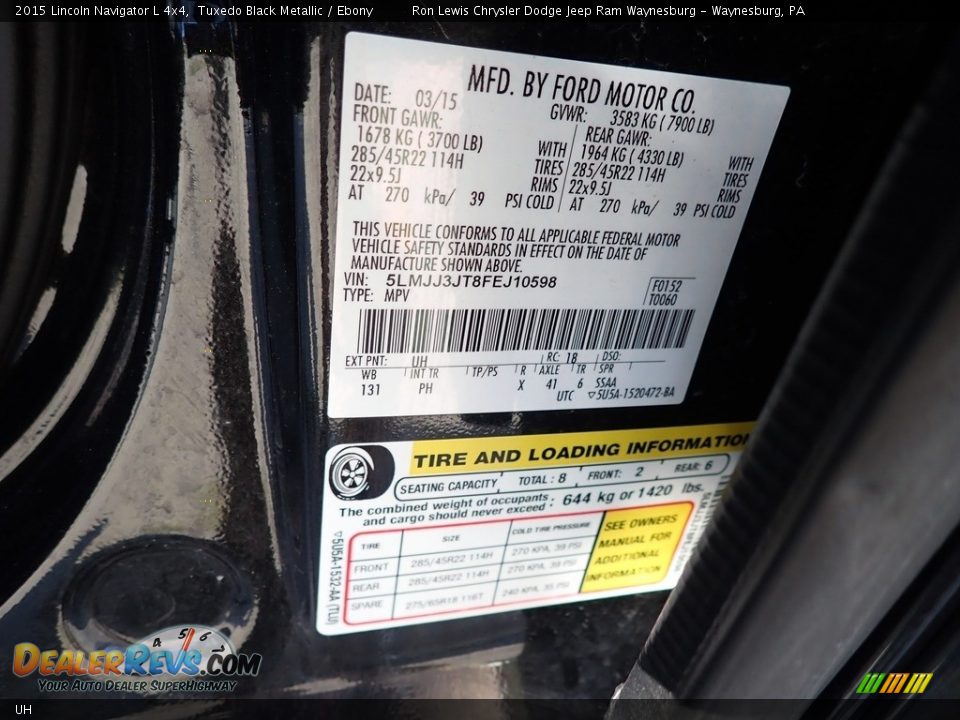 2015 Lincoln Navigator L 4x4, Tuxedo Black Metallic / Ebony Ron Lewis Chrysler Dodge Jeep Ram Waynesburg - Waynesburg, PA
MFD. BY FORD MOTOR CO.
DATE: 03/15 GVWR: 3583 KG ( 7900 LB)
FRONT GAWR: REAR GAWR:
1678 KG ( 3700 LB) WITH 1964 KG ( 4330 LB) WITH
285/45R22 114H TIRES 285/45R22 114H TIRES
22x9.5J RIMS 22x9.5J RIMS
AT 270 kPa/ 39 PSI COLD AT 270 kPa/ 39 PSI COLD
THIS VEHICLE CONFORMS TO ALL APPLICABLE FEDERAL MOTOR
VEHICLE SAFETY STANDARDS IN EFFECT ON THE DATE OF
MANUFACTURE SHOWN ABOVE.
VIN: 5LMJJ3JT8FEJ10598 F0152
TYPE: MPV T0060
EXT PNT: UH RC: 18 DSO:
WB INT TR TP/PS R AXLE TR SPR
131 PH X 41 6 SSAA
UTC ▽5U5A-1520472-BA
TIRE AND LOADING INFORMATION
SEATING CAPACITY TOTAL : 8 FRONT: 2 REAR: 6
The combined weight of occupants and cargo should never exceed : 644 kg or 1420 lbs.
TIRE SIZE COLD TIRE PRESSURE
FRONT 285/45R22 114H 270 KPA, 39 PSI
REAR 285/45R22 114H 270 KPA, 39 PSI
SPARE 275/65R18 116T 240 KPA, 35 PSI
SEE OWNERS
MANUAL FOR
ADDITIONAL
INFORMATION
▽5U5A-1532-AA (TLU)
4 5 6
DEALERREVS.COM
YOUR AUTO DEALER SUPERHIGHWAY
UH